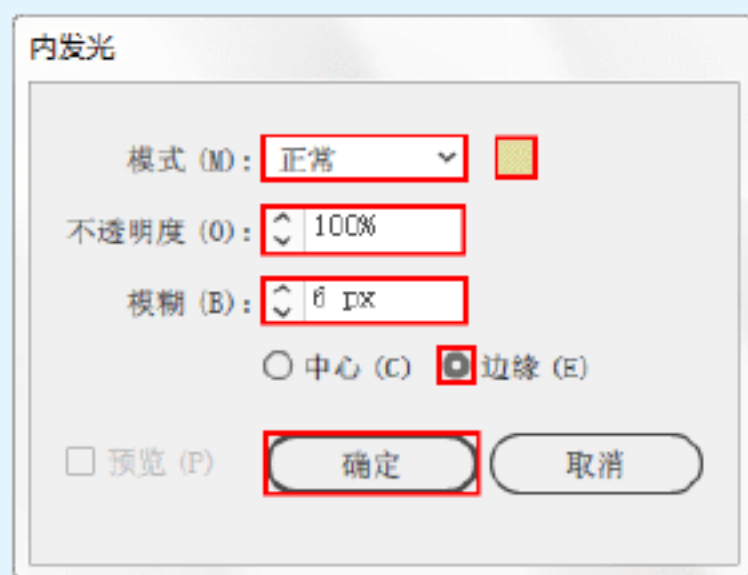 内发光
模式 (M): 正常
不透明度 (O): 100%
模糊 (B): 6 px
中心 (C) 边缘 (E)
预览 (P) 确定 取消